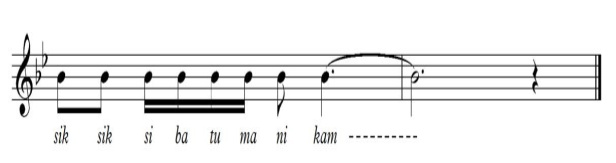 sik sik si ba tu ma ni kam -----------